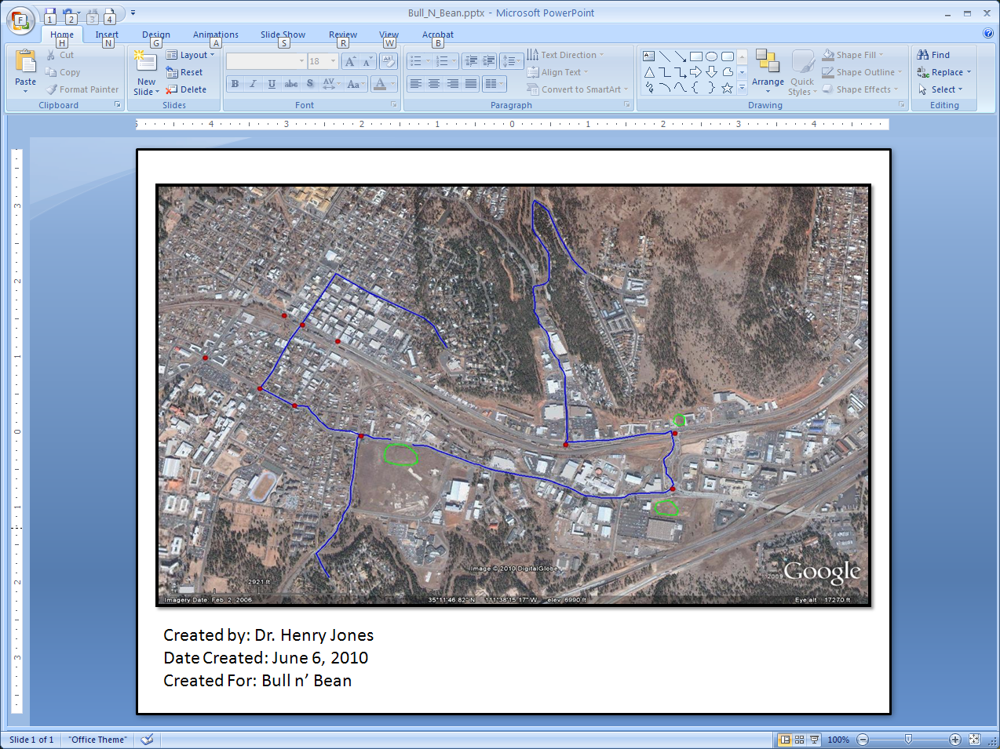 Bull_N_Bean.pptx - Microsoft PowerPoint
F
1 2 3 4
Home Insert Design Animations Slide Show Review View Acrobat
H N G A S R W B
Paste
Cut
Copy
Format Painter
Clipboard
New Slide
Layout
Reset
Delete
Slides
18
B I U abc S AV Aa A
Font
Text Direction
Align Text
Convert to SmartArt
Paragraph
Arrange
Quick Styles
Shape Fill
Shape Outline
Shape Effects
Drawing
Find
Replace
Select
Editing
5 4 3 2 1 0 1 2 3 4
3
2
1
0
1
2
3
Image © 2010 DigitalGlobe
2009 Google
2921 ft
Imagery Date: Feb 2, 2006 35°11'46.82" N 111°38'15.17" W elev 6990 ft Eye alt 17270 ft
Created by: Dr. Henry Jones
Date Created: June 6, 2010
Created For: Bull n’ Bean
Slide 1 of 1 "Office Theme" 100%